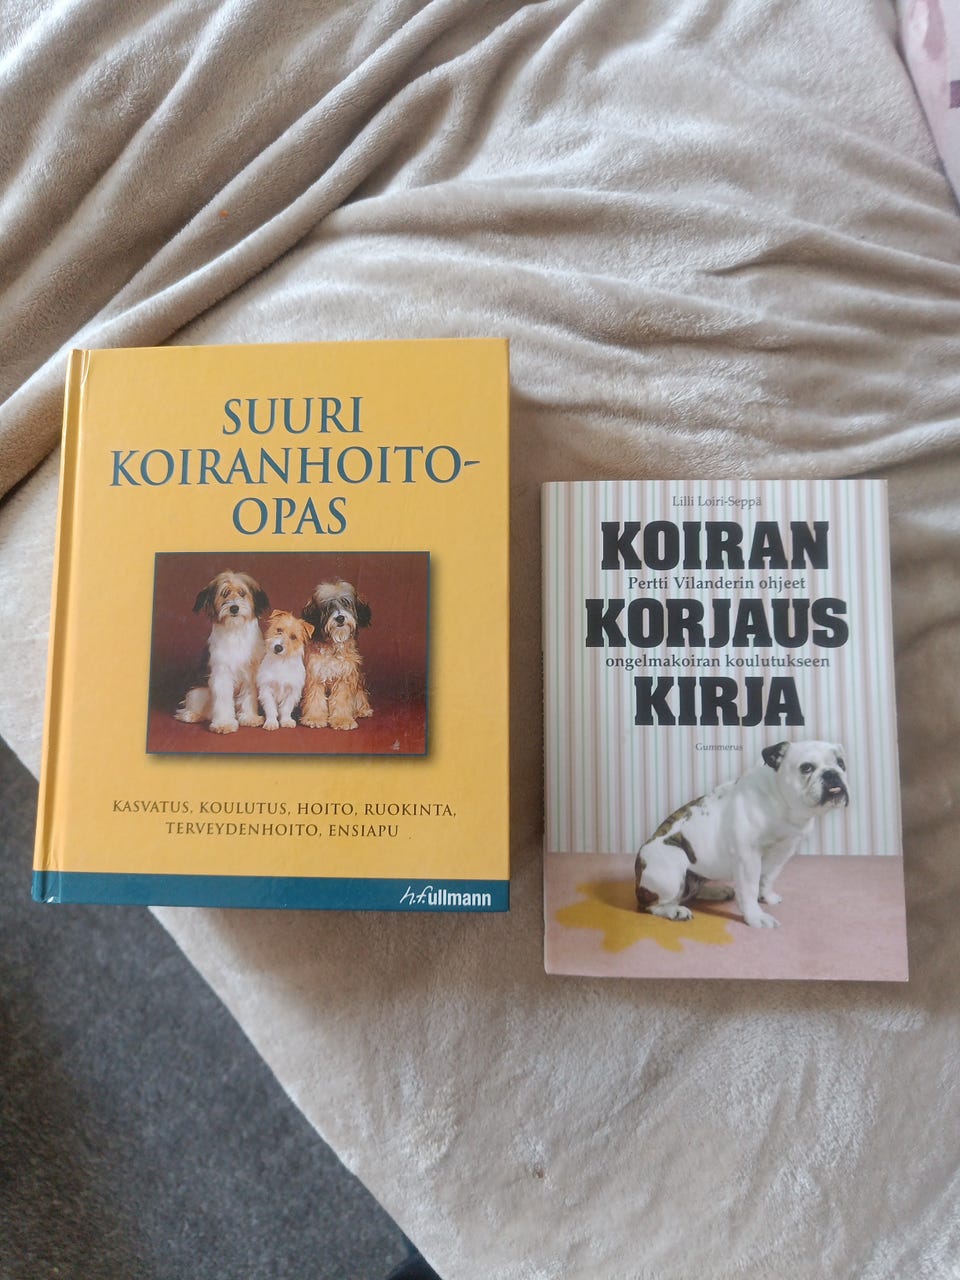 SUURI
KOIRANHOITO-
OPAS
KASVATUS, KOULUTUS, HOITO, RUOKINTA,
TERVEYDENHOITO, ENSIAPU
h.f.ullmann
Lilli Loiri-Seppä
KOIRAN
Pertti Vilanderin ohjeet
KORJAUS
ongelmakoiran koulutukseen
KIRJA
Gummerus